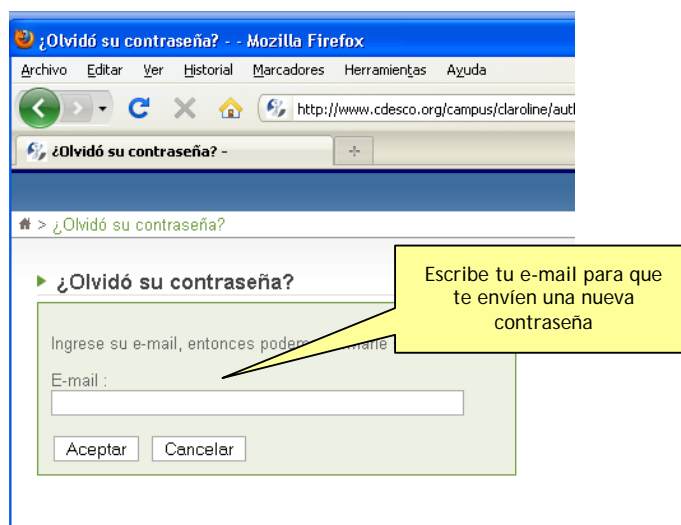 ¿Olvidó su contraseña? - - Mozilla Firefox
Archivo Editar Ver Historial Marcadores Herramientas Ayuda
http://www.cdesco.org/campus/claroline/aut
¿Olvidó su contraseña? -
> ¿Olvidó su contraseña?
¿Olvidó su contraseña?
Escribe tu e-mail para que
te envíen una nueva
contraseña
Ingrese su e-mail, entonces
E-mail :
Aceptar Cancelar